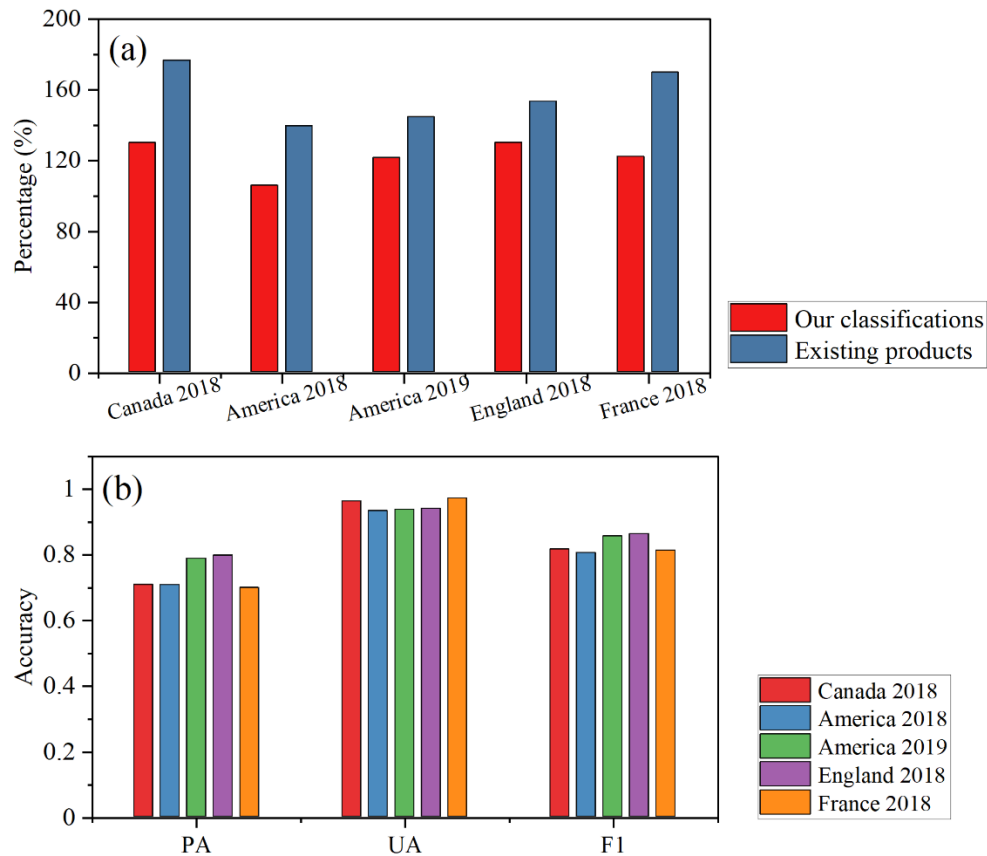 (a)
Percentage (%)
200
160
120
80
40
0
Canada 2018
America 2018
America 2019
England 2018
France 2018
Our classifications
Existing products
(b)
Accuracy
1
0.8
0.6
0.4
0.2
0
PA
UA
F1
Canada 2018
America 2018
America 2019
England 2018
France 2018